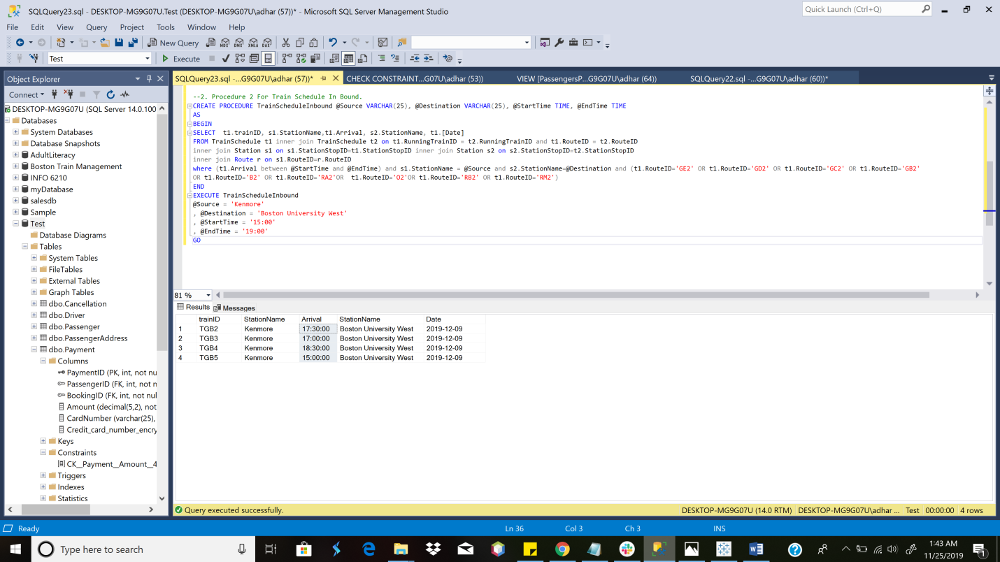 SQLQuery23.sql - DESKTOP-MG9G07U.Test (DESKTOP-MG9G07U\adhar (57))* - Microsoft SQL Server Management Studio
Quick Launch (Ctrl+Q)
File Edit View Query Project Tools Window Help
New Query MDX DMX XMLA DAX
Test Execute
Object Explorer
Connect
DESKTOP-MG9G07U (SQL Server 14.0.100
Databases
System Databases
Database Snapshots
AdultLiteracy
Boston Train Management
INFO 6210
myDatabase
salesdb
Sample
Test
Database Diagrams
Tables
System Tables
FileTables
External Tables
Graph Tables
dbo.Cancellation
dbo.Driver
dbo.Passenger
dbo.PassengerAddress
dbo.Payment
Columns
PaymentID (PK, int, not nu
PassengerID (FK, int, not n
BookingID (FK, int, not nul
Amount (decimal(5,2), not
CardNumber (varchar(25),
Credit_card_number_encry
Keys
Constraints
CK__Payment__Amount__4
Triggers
Indexes
Statistics
SQLQuery23.sql -...G9G07U\adhar (57))* CHECK CONSTRAINT...G07U\adhar (53)) VIEW [PassengersP...G9G07U\adhar (64)) SQLQuery22.sql -...G9G07U\adhar (60))*
--2. Procedure 2 For Train Schedule In Bound.
CREATE PROCEDURE TrainScheduleInbound @Source VARCHAR(25), @Destination VARCHAR(25), @StartTime TIME, @EndTime TIME
AS
BEGIN
SELECT t1.trainID, s1.StationName,t1.Arrival, s2.StationName, t1.[Date]
FROM TrainSchedule t1 inner join TrainSchedule t2 on t1.RunningTrainID = t2.RunningTrainID and t1.RouteID = t2.RouteID
inner join Station s1 on s1.StationStopID=t1.StationStopID inner join Station s2 on s2.StationStopID=t2.StationStopID
inner join Route r on s1.RouteID=r.RouteID
where (t1.Arrival between @StartTime and @EndTime) and s1.StationName = @Source and s2.StationName=@Destination and (t1.RouteID='GE2' OR t1.RouteID='GD2' OR t1.RouteID='GC2' OR t1.RouteID='GB2'
OR t1.RouteID='B2' OR t1.RouteID='RA2'OR t1.RouteID='O2'OR t1.RouteID='RB2' OR t1.RouteID='RM2')
END
EXECUTE TrainScheduleInbound
@Source = 'Kenmore'
, @Destination = 'Boston University West'
, @StartTime = '15:00'
, @EndTime = '19:00'
GO
81 %
Results Messages
trainID StationName Arrival StationName Date
1 TGB2 Kenmore 17:30:00 Boston University West 2019-12-09
2 TGB3 Kenmore 17:00:00 Boston University West 2019-12-09
3 TGB4 Kenmore 18:30:00 Boston University West 2019-12-09
4 TGB5 Kenmore 15:00:00 Boston University West 2019-12-09
Query executed successfully. DESKTOP-MG9G07U (14.0 RTM) DESKTOP-MG9G07U\adhar ... Test 00:00:00 4 rows
Ready Ln 36 Col 3 Ch 3 INS
Type here to search
1:43 AM
11/25/2019
1